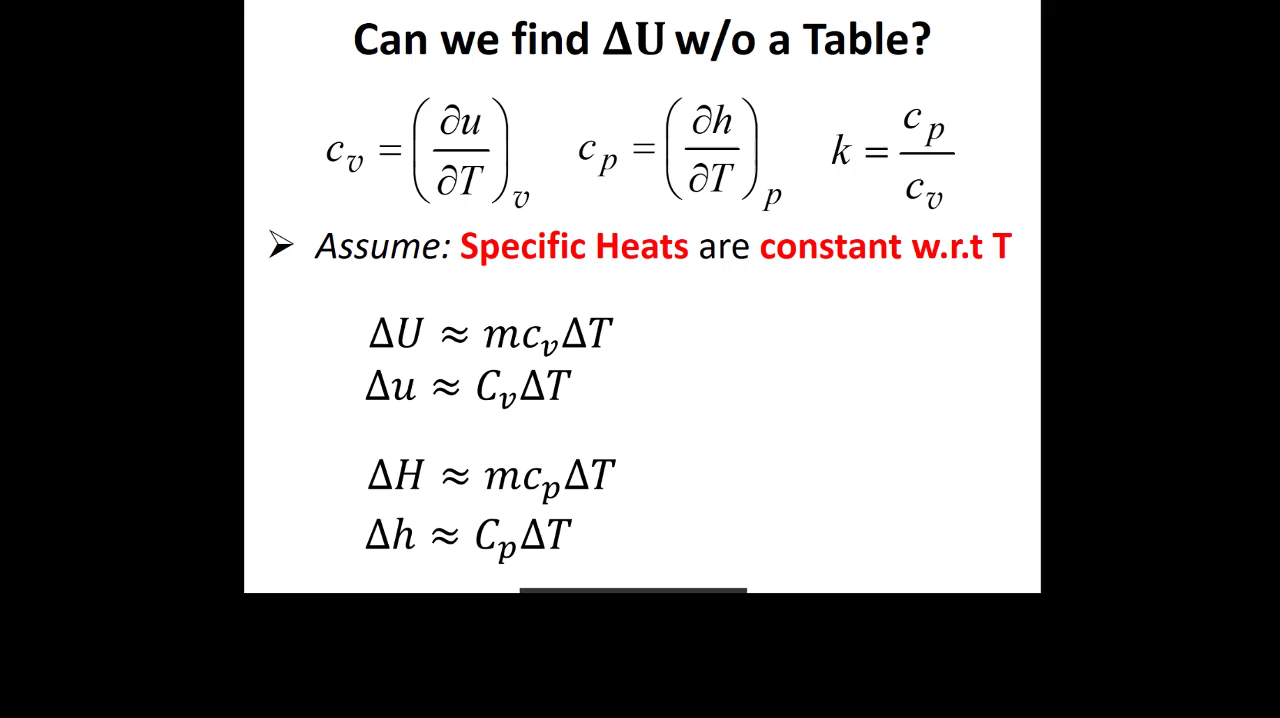 Can we find ΔU w/o a Table?
c_v = (∂u/∂T)_v c_p = (∂h/∂T)_p k = c_p/c_v
➢ Assume: Specific Heats are constant w.r.t T
ΔU ≈ mc_vΔT
Δu ≈ C_vΔT
ΔH ≈ mc_pΔT
Δh ≈ C_pΔT